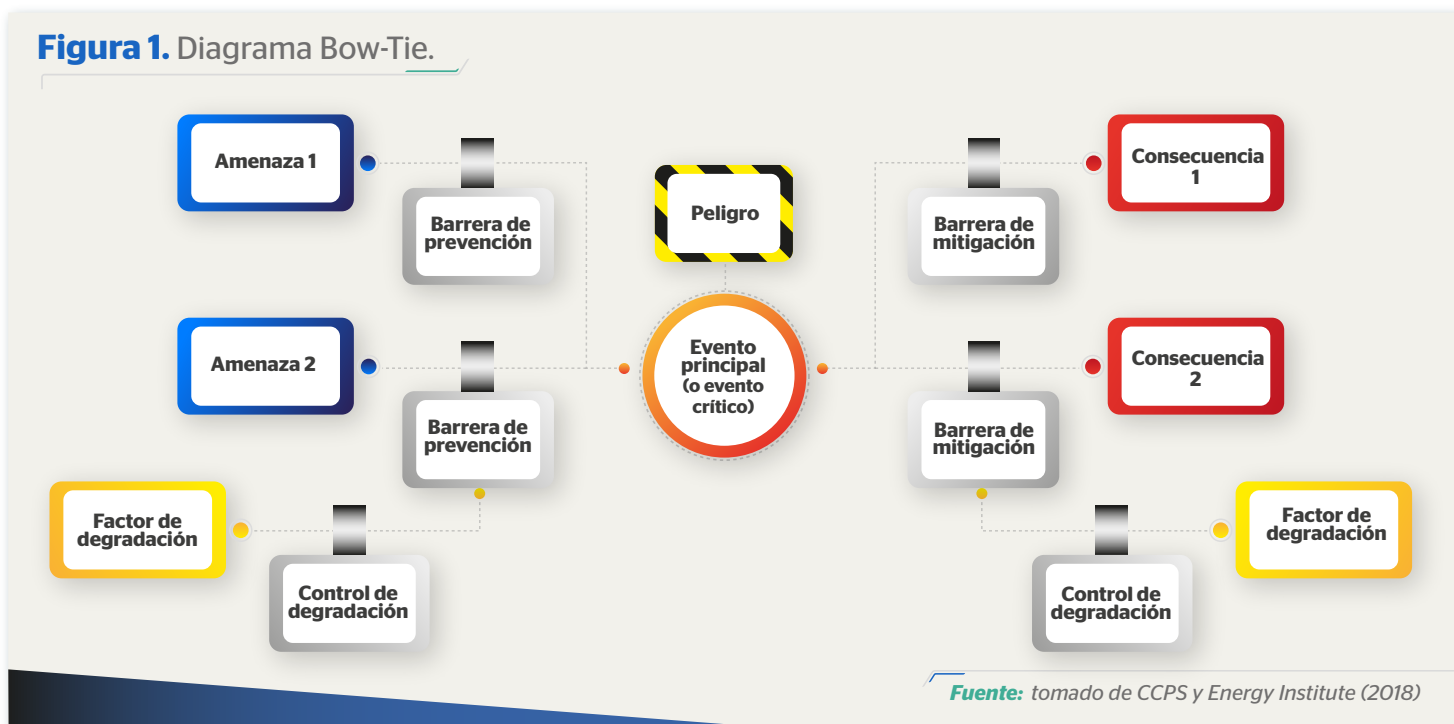 Figura 1. Diagrama Bow-Tie.
Amenaza 1
Barrera de
prevención
Peligro
Barrera de
mitigación
Consecuencia
1
Amenaza 2
Barrera de
prevención
Evento
principal
(o evento
crítico)
Barrera de
mitigación
Consecuencia
2
Factor de
degradación
Control de
degradación
Control de
degradación
Factor de
degradación
Fuente: tomado de CCPS y Energy Institute (2018)